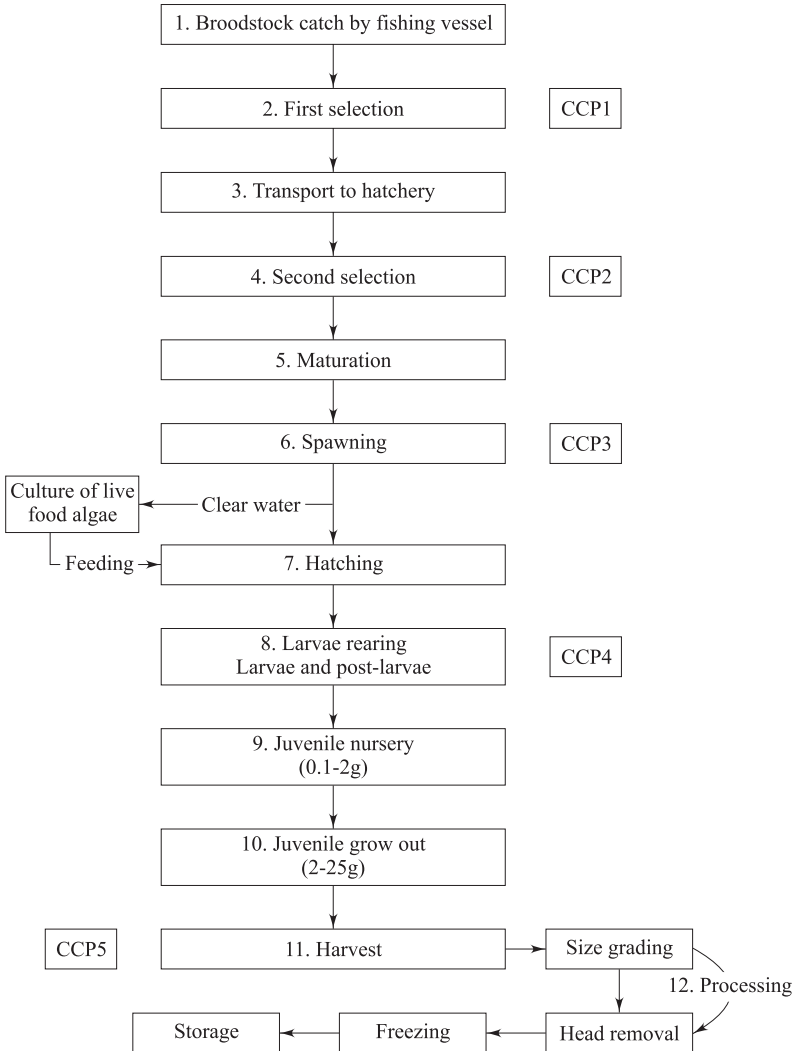 1. Broodstock catch by fishing vessel
2. First selection
CCP1
3. Transport to hatchery
4. Second selection
CCP2
5. Maturation
6. Spawning
CCP3
Culture of live
food algae
Clear water
Feeding
7. Hatching
8. Larvae rearing
Larvae and post-larvae
CCP4
9. Juvenile nursery
(0.1-2g)
10. Juvenile grow out
(2-25g)
CCP5
11. Harvest
Size grading
12. Processing
Storage
Freezing
Head removal